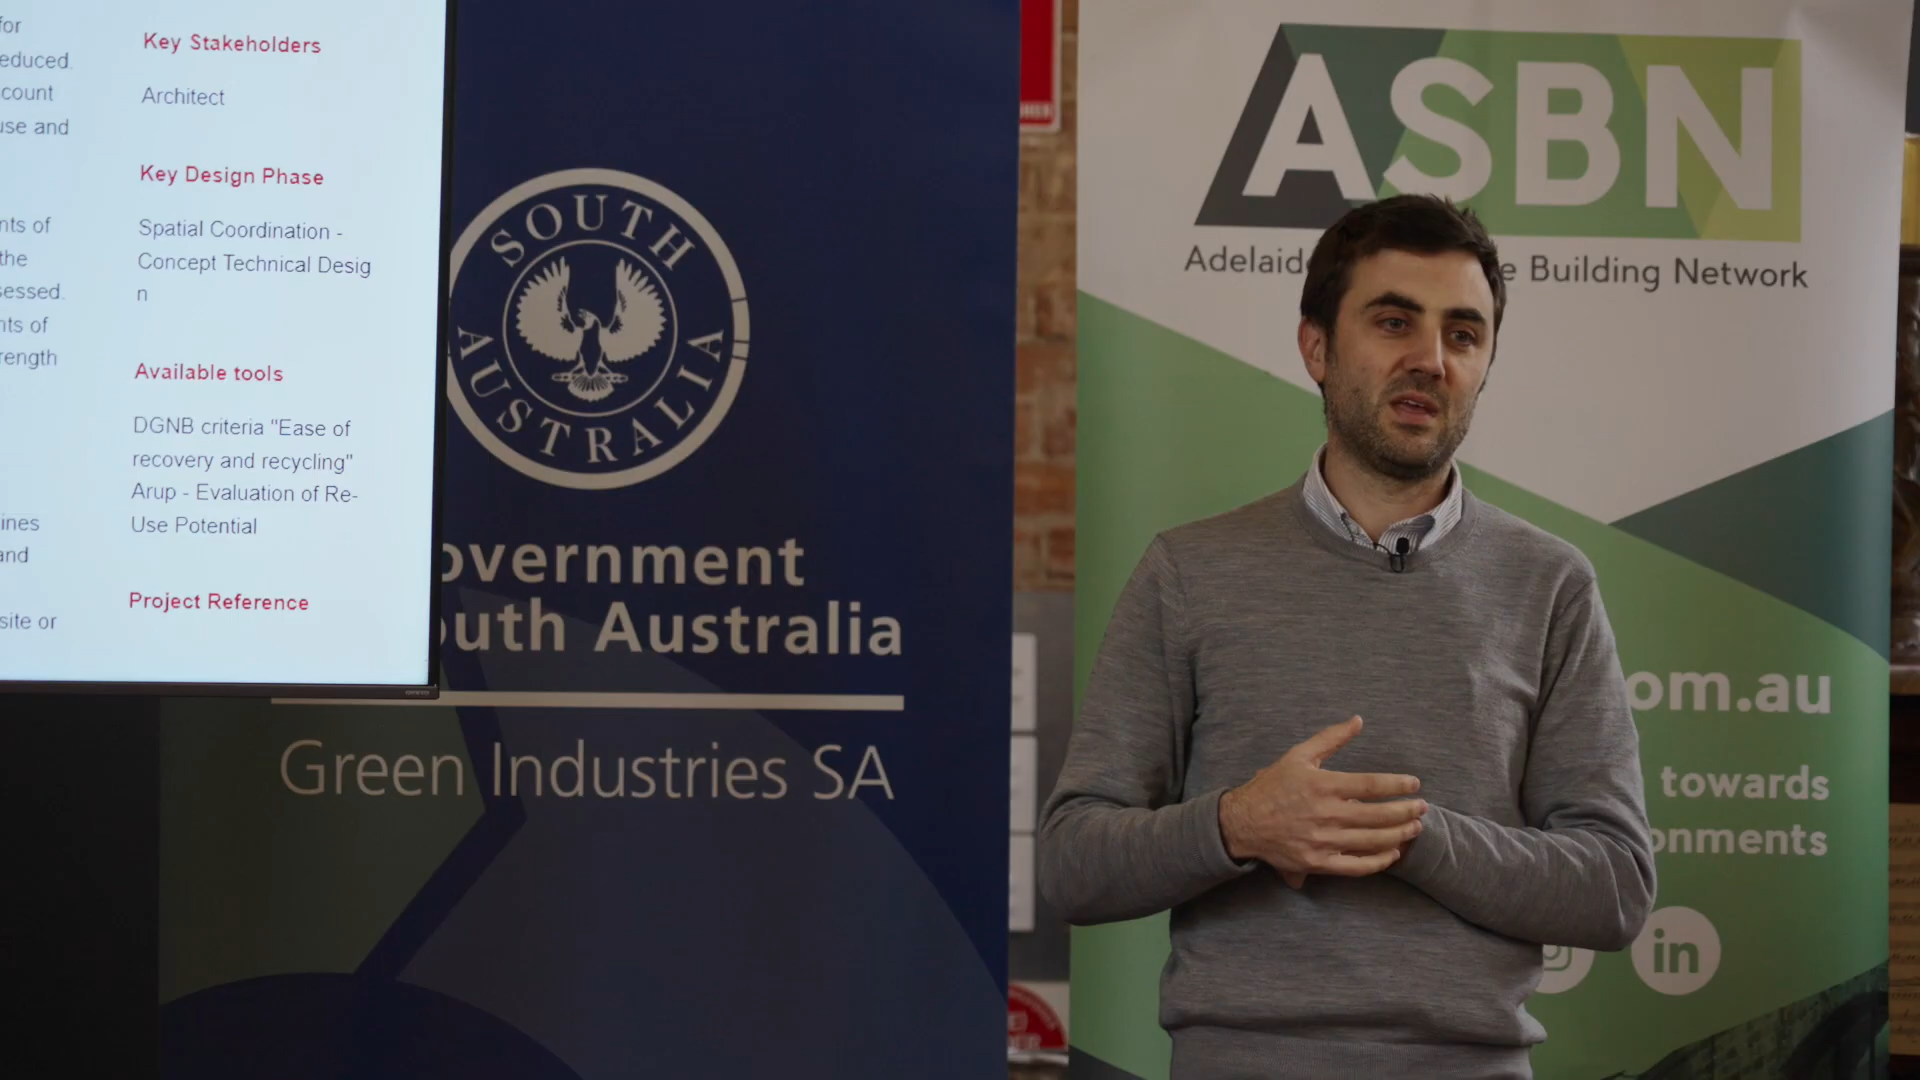 for
educed.
count
use and
nts of
the
sessed.
nts of
rength
ines
and
site or
Key Stakeholders
Architect
Key Design Phase
Spatial Coordination -
Concept Technical Desig
n
Available tools
DGNB criteria "Ease of
recovery and recycling"
Arup - Evaluation of Re-
Use Potential
Project Reference
SOUTH
AUSTRALIA
overnment
outh Australia
Green Industries SA
ASBN
Adelaid e Building Network
om.au
towards
onments
in